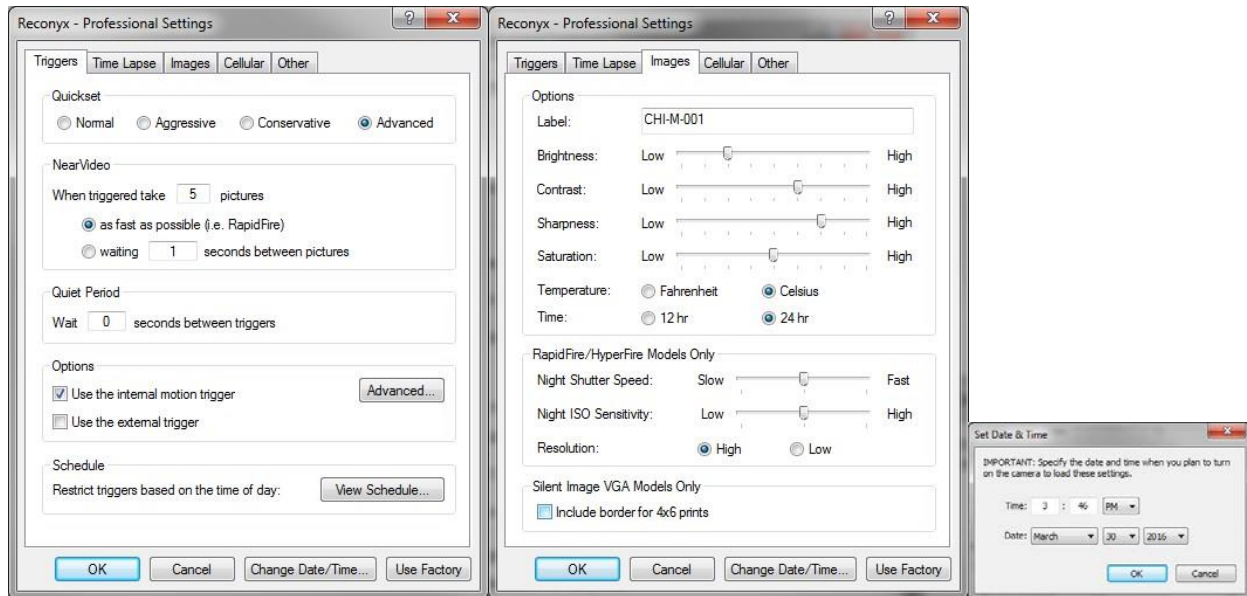 Reconyx - Professional Settings
Triggers Time Lapse Images Cellular Other
Quickset
Normal Aggressive Conservative Advanced
NearVideo
When triggered take 5 pictures
as fast as possible (i.e. RapidFire)
waiting 1 seconds between pictures
Quiet Period
Wait 0 seconds between triggers
Options
Use the internal motion trigger Advanced...
Use the external trigger
Schedule
Restrict triggers based on the time of day: View Schedule...
OK Cancel Change Date/Time... Use Factory
Reconyx - Professional Settings
Triggers Time Lapse Images Cellular Other
Options
Label: CHI-M-001
Brightness: Low High
Contrast: Low High
Sharpness: Low High
Saturation: Low High
Temperature: Fahrenheit Celsius
Time: 12 hr 24 hr
RapidFire/HyperFire Models Only
Night Shutter Speed: Slow Fast
Night ISO Sensitivity: Low High
Resolution: High Low
Silent Image VGA Models Only
Include border for 4x6 prints
OK Cancel Change Date/Time... Use Factory
Set Date & Time
IMPORTANT: Specify the date and time when you plan to turn
on the camera to load these settings.
Time: 3 : 46 PM
Date: March 30 2016
OK Cancel